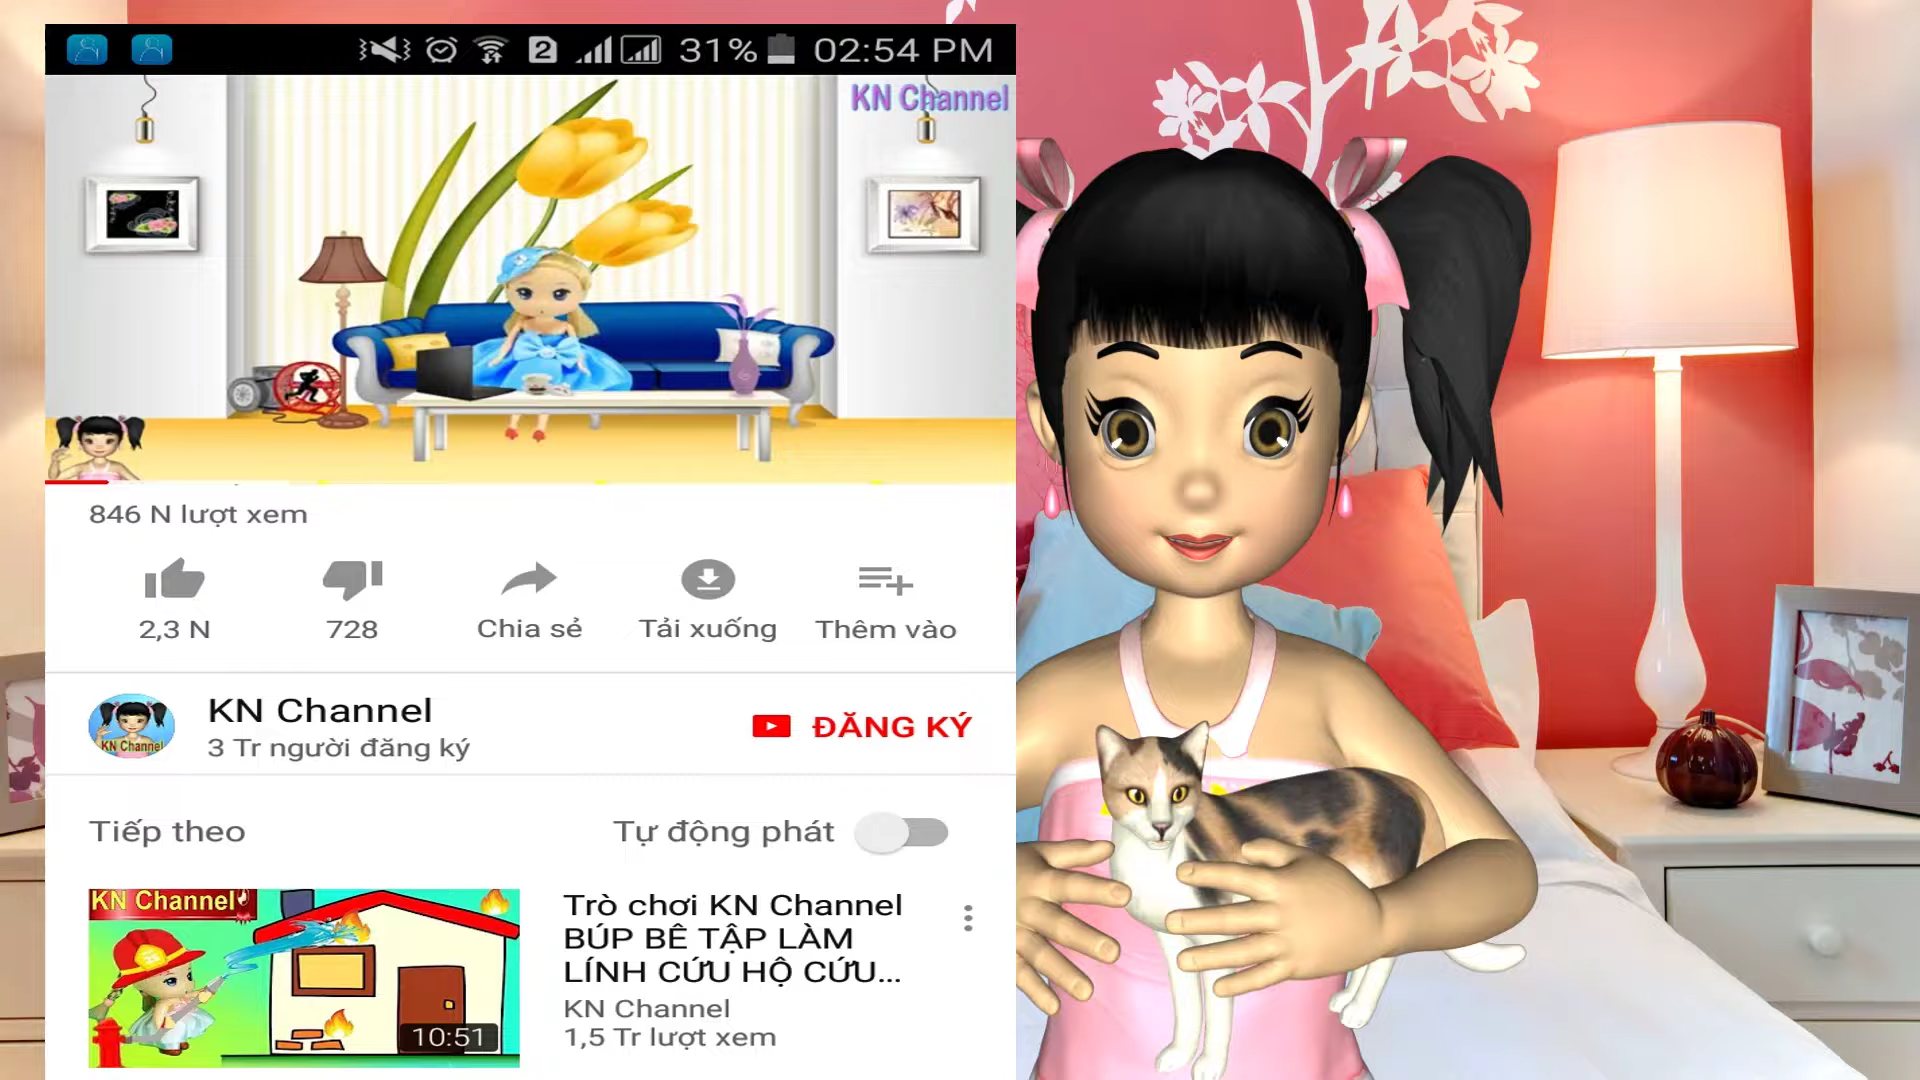 2
31%
02:54 PM
KN Channel
846 N lượt xem
2,3 N
728
Chia sẻ
Tải xuống
Thêm vào
KN Channel
KN Channel
3 Tr người đăng ký
ĐĂNG KÝ
Tiếp theo
Tự động phát
KN Channel
10:51
Trò chơi KN Channel
BÚP BÊ TẬP LÀM
LÍNH CỨU HỘ CỨU...
KN Channel
1,5 Tr lượt xem